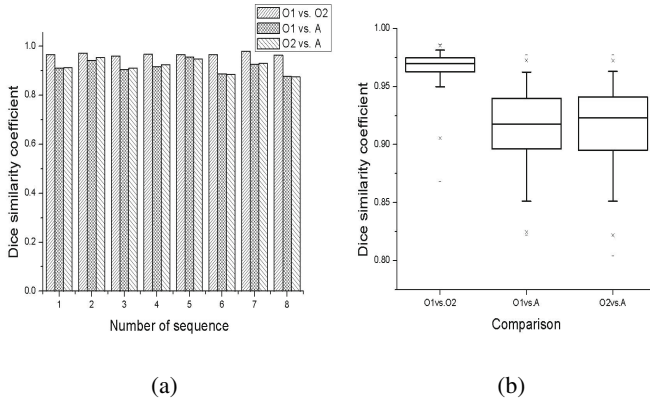 O1 vs. O2
O1 vs. A
O2 vs. A
Dice similarity coefficient
1.0
0.8
0.6
0.4
0.2
0.0
1 2 3 4 5 6 7 8
Number of sequence
(a)
Dice similarity coefficient
1.00
0.95
0.90
0.85
0.80
O1vs.O2 O1vs.A O2vs.A
Comparison
(b)